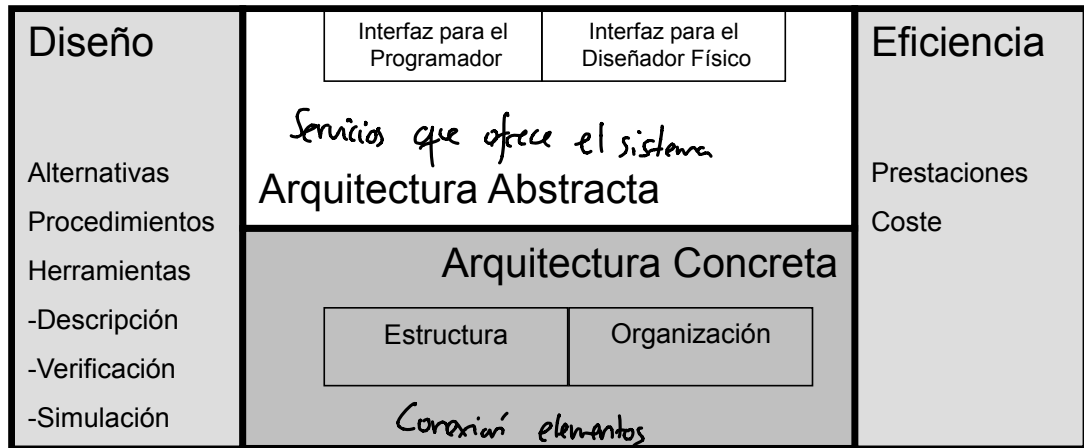 Diseño
Alternativas
Procedimientos
Herramientas
-Descripción
-Verificación
-Simulación
Interfaz para el
Programador
Interfaz para el
Diseñador Físico
Servicios que ofrece el sistema
Arquitectura Abstracta
Arquitectura Concreta
Estructura
Organización
Conexión elementos
Eficiencia
Prestaciones
Coste